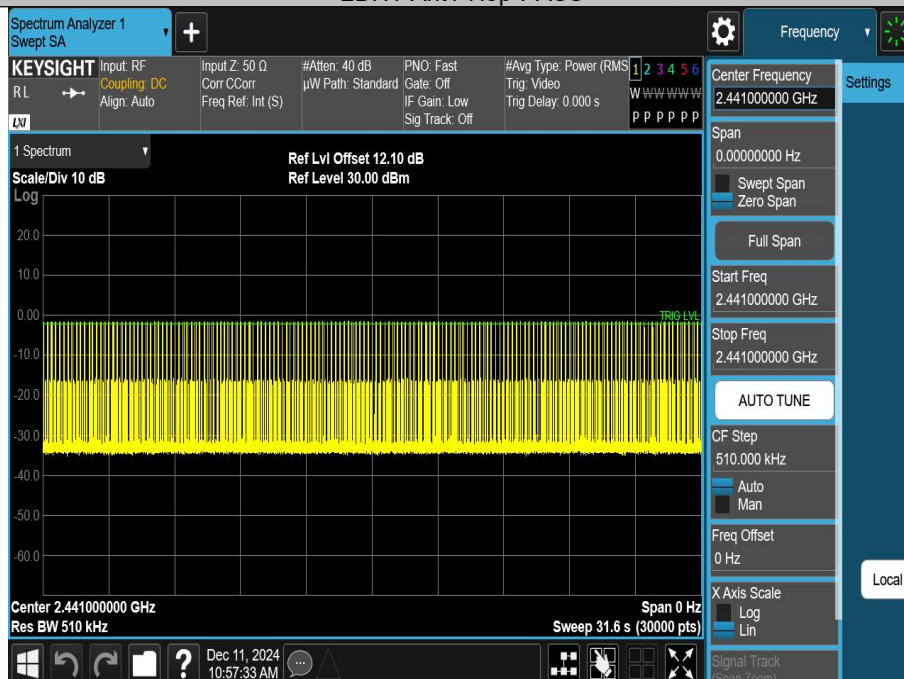 Spectrum Analyzer 1
Swept SA
Frequency
KEYSIGHT
RL
LXI
Input: RF
Coupling: DC
Align: Auto
Input Z: 50 Ω
Corr CCorr
Freq Ref: Int (S)
#Atten: 40 dB
µW Path: Standard
PNO: Fast
Gate: Off
IF Gain: Low
Sig Track: Off
#Avg Type: Power (RMS
Trig: Video
Trig Delay: 0.000 s
1 2 3 4 5 6
W W W W W W
P P P P P P
1 Spectrum
Scale/Div 10 dB
Ref Lvl Offset 12.10 dB
Ref Level 30.00 dBm
Log
20.0
10.0
0.00
TRIG LVL
-10.0
-20.0
-30.0
-40.0
-50.0
-60.0
Center 2.441000000 GHz
Span 0 Hz
Res BW 510 kHz
Sweep 31.6 s (30000 pts)
Dec 11, 2024
10:57:33 AM
Center Frequency
2.441000000 GHz
Settings
Span
0.00000000 Hz
Swept Span
Zero Span
Full Span
Start Freq
2.441000000 GHz
Stop Freq
2.441000000 GHz
AUTO TUNE
CF Step
510.000 kHz
Auto
Man
Freq Offset
0 Hz
Local
X Axis Scale
Log
Lin
Signal Track
(Span Zoom)